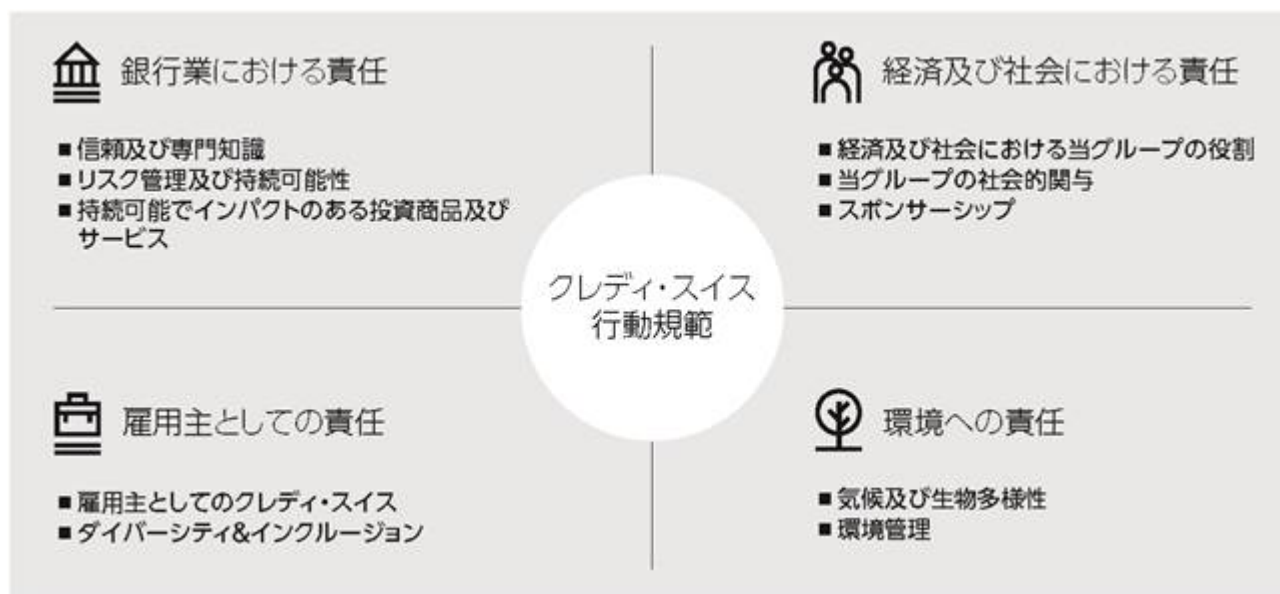 銀行業における責任
■信頼及び専門知識
■リスク管理及び持続可能性
■持続可能でインパクトのある投資商品及び
サービス
経済及び社会における責任
■経済及び社会における当グループの役割
■当グループの社会的関与
■スポンサーシップ
クレディ・スイス
行動規範
雇用主としての責任
■雇用主としてのクレディ・スイス
■ダイバーシティ&インクルージョン
環境への責任
■気候及び生物多様性
■環境管理